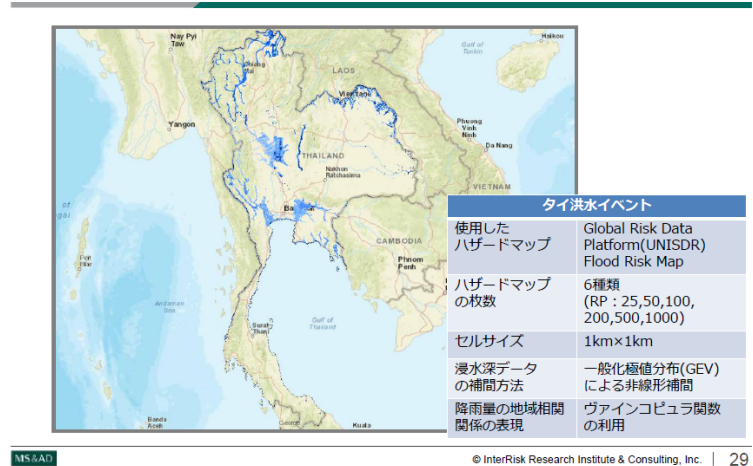 Nay Pyi
Taw
Haikou
Gulf of
Tonkin
Chiang
Mai
LAOS
Vientiane
Yangon
Phuong
Vinh
Ninh
Da Nang
THAILAND
Nakhon
Ratchasima
VIETNAM
CAMBODIA
Phnom
Penh
Port
Blair
Andaman
Sea
Gulf of
Thailand
Surat
Thani
Banda
Aceh
George
Kuala
タイ洪水イベント
使用した
ハザードマップ
Global Risk Data
Platform(UNISDR)
Flood Risk Map
ハザードマップ
の枚数
6種類
(RP:25,50,100,
200,500,1000)
セルサイズ
1km×1km
浸水深データ
の補間方法
一般化極値分布(GEV)
による非線形補間
降雨量の地域相関
関係の表現
ヴァインコピュラ関数
の利用
MS&AD
© InterRisk Research Institute & Consulting, Inc. | 29